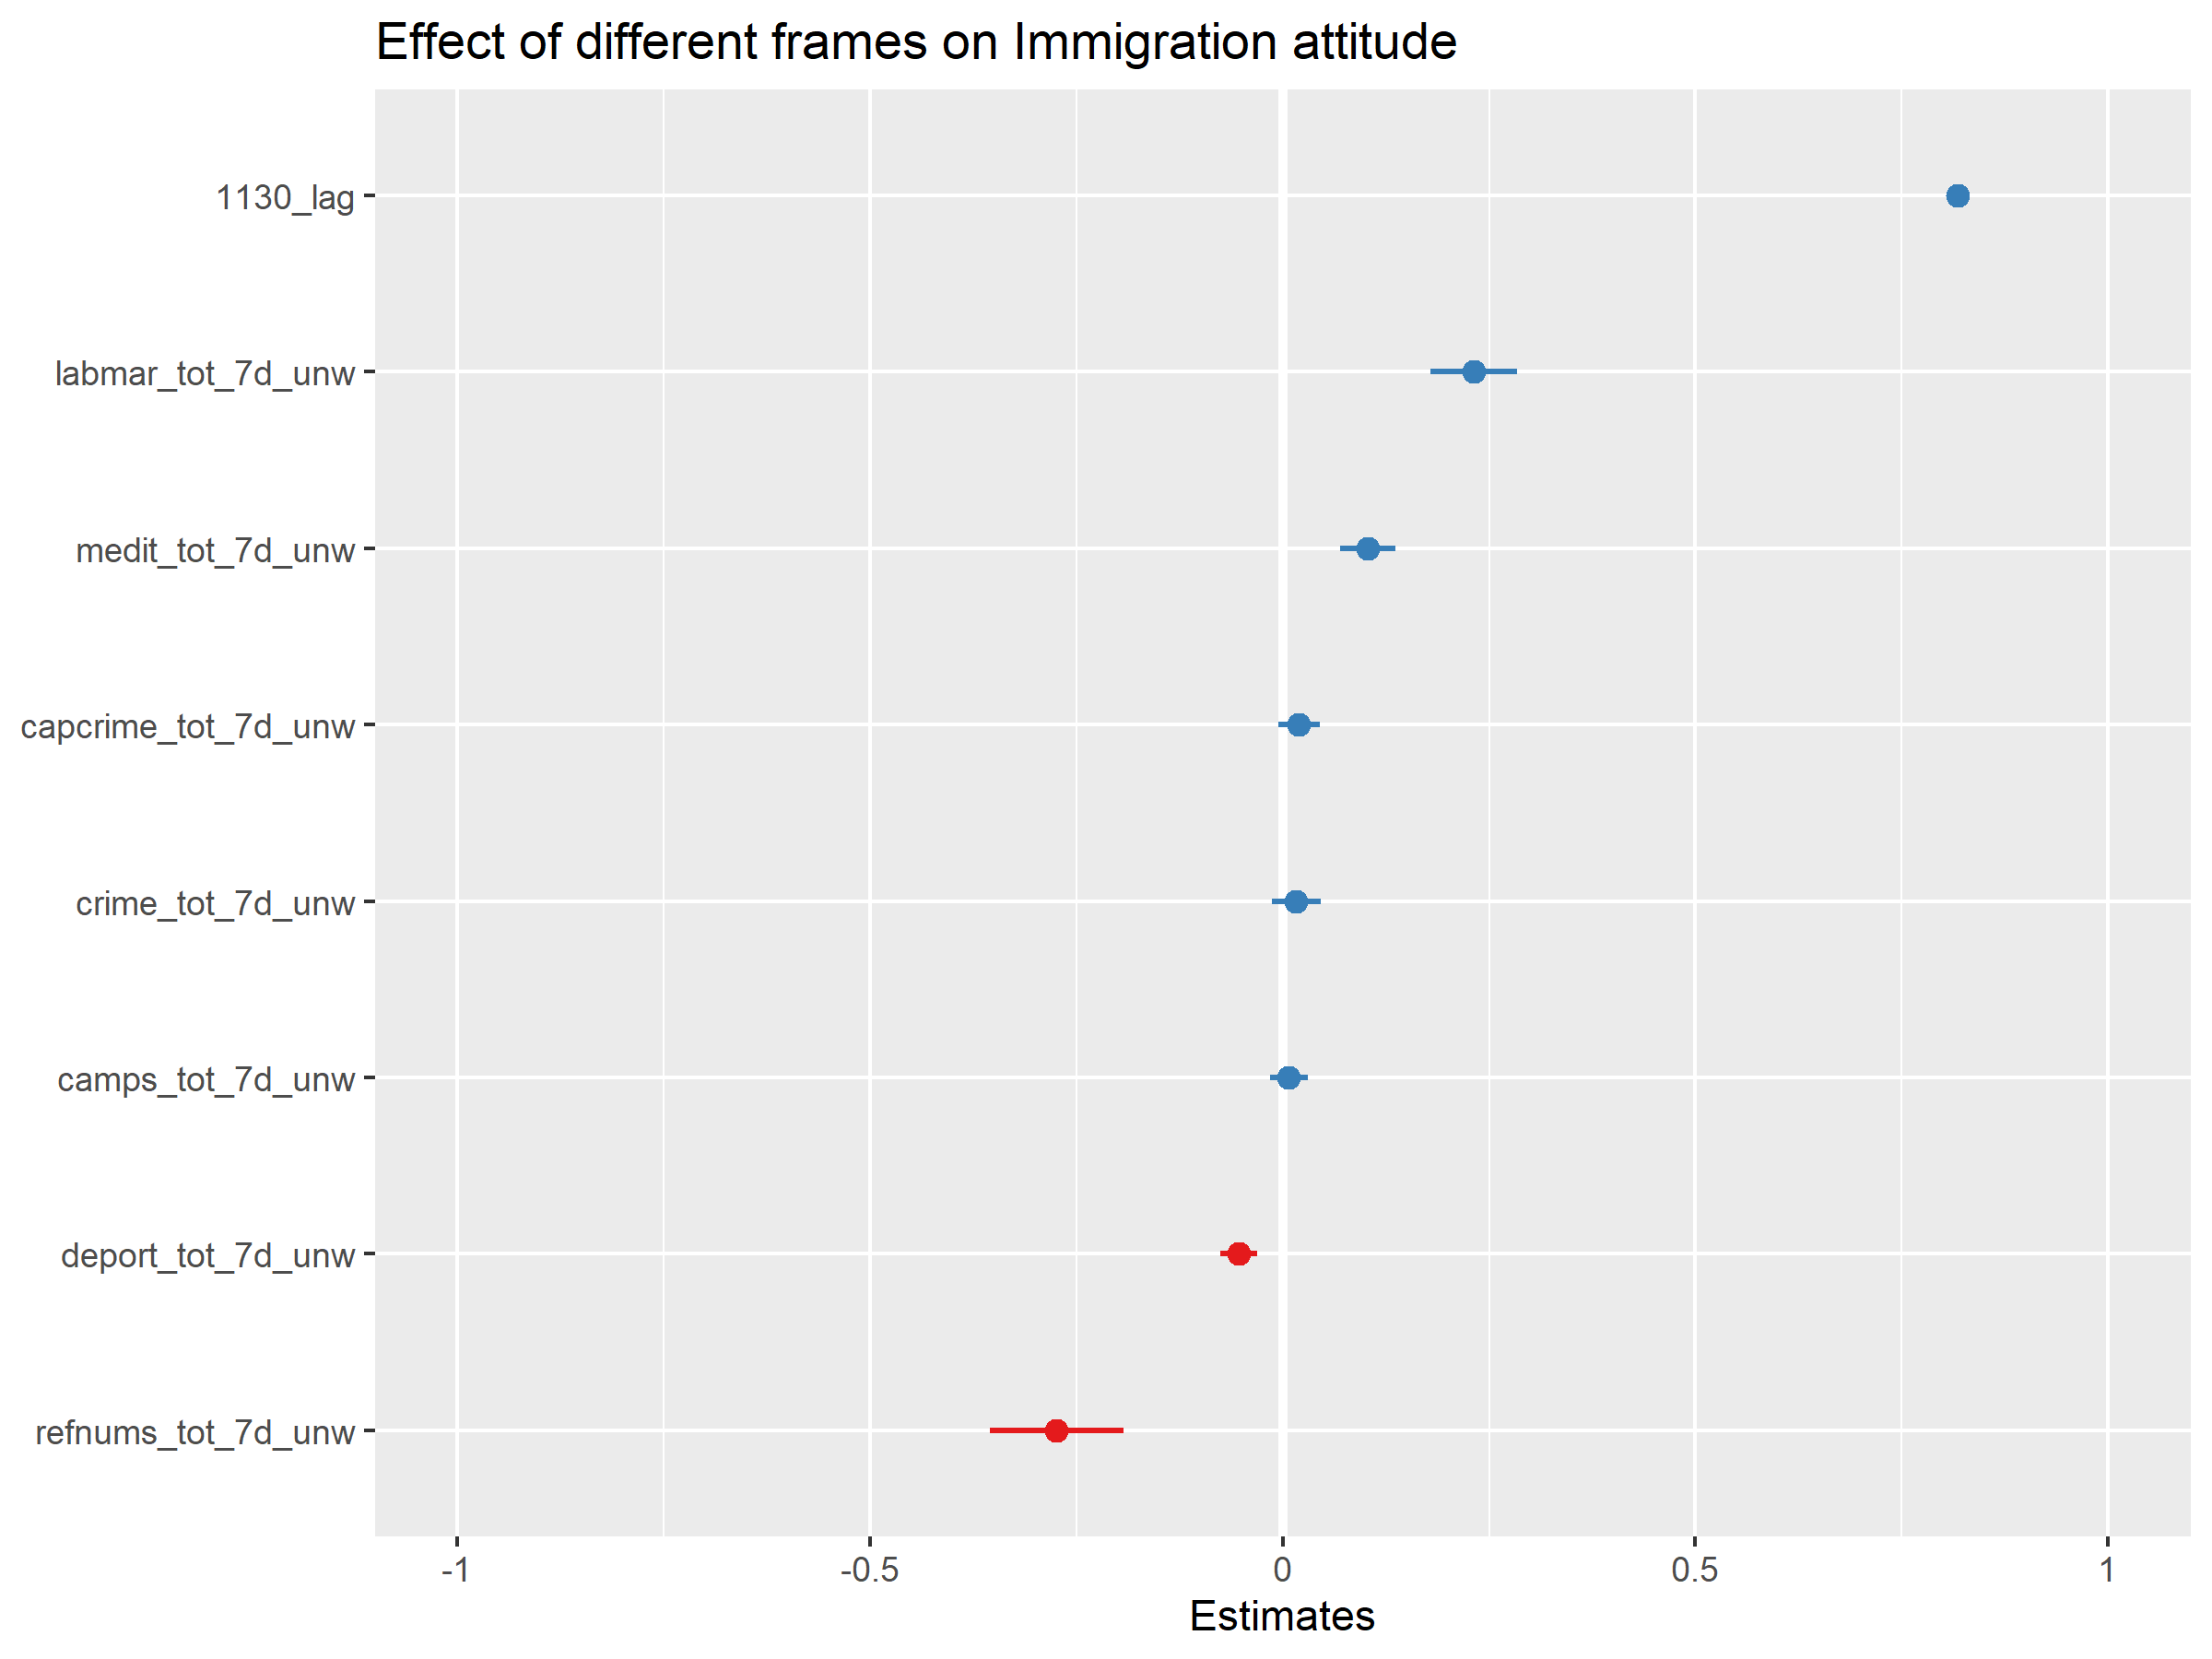 Effect of different frames on Immigration attitude
1130_lag
labmar_tot_7d_unw
medit_tot_7d_unw
capcrime_tot_7d_unw
crime_tot_7d_unw
camps_tot_7d_unw
deport_tot_7d_unw
refnums_tot_7d_unw
-1 -0.5 0 0.5 1
Estimates